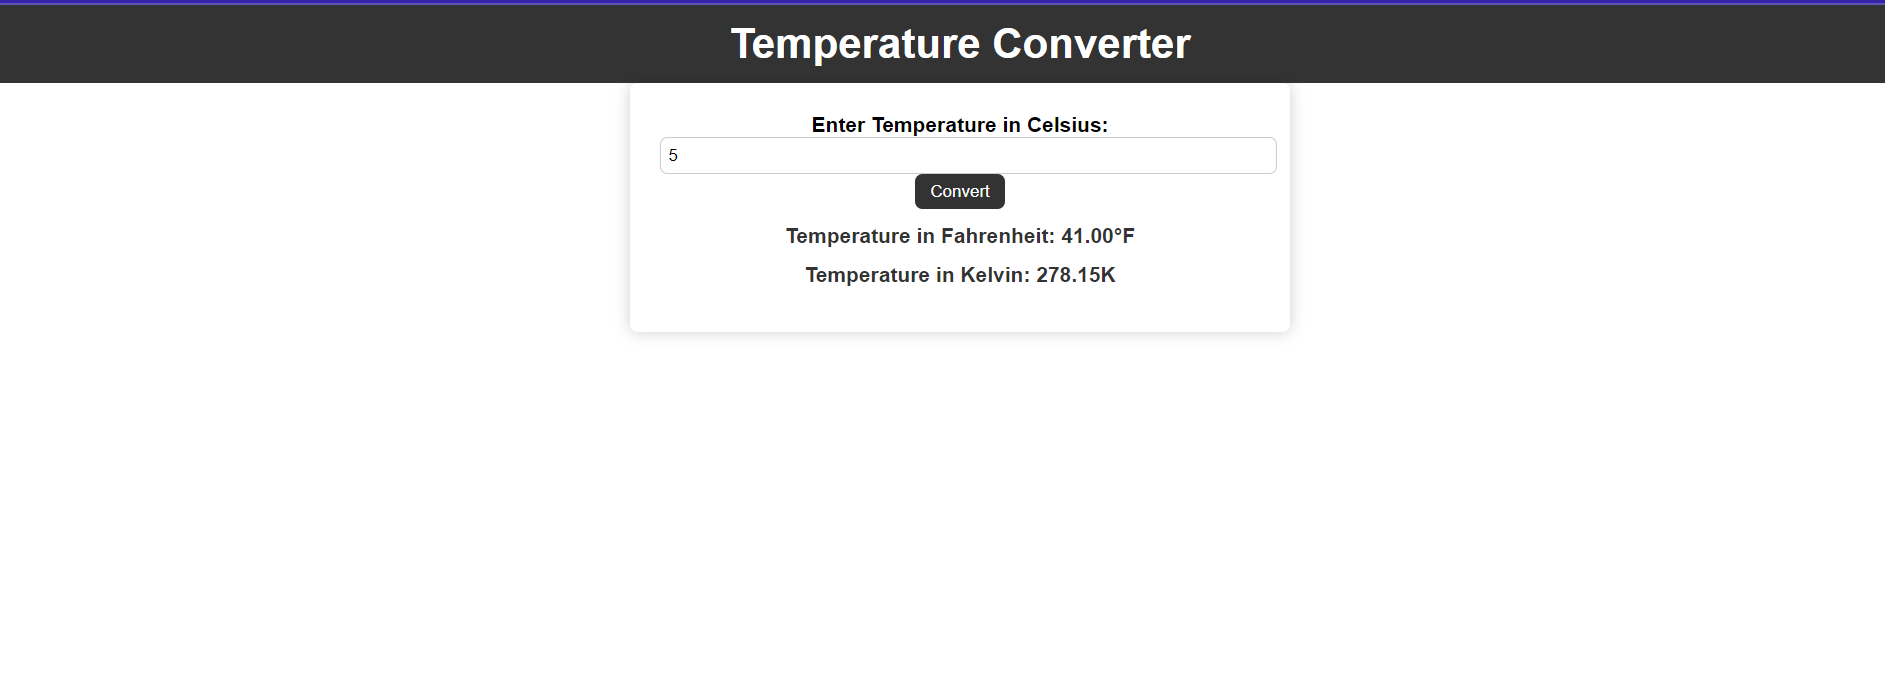 Temperature Converter
Enter Temperature in Celsius:
5
Convert
Temperature in Fahrenheit: 41.00°F
Temperature in Kelvin: 278.15K